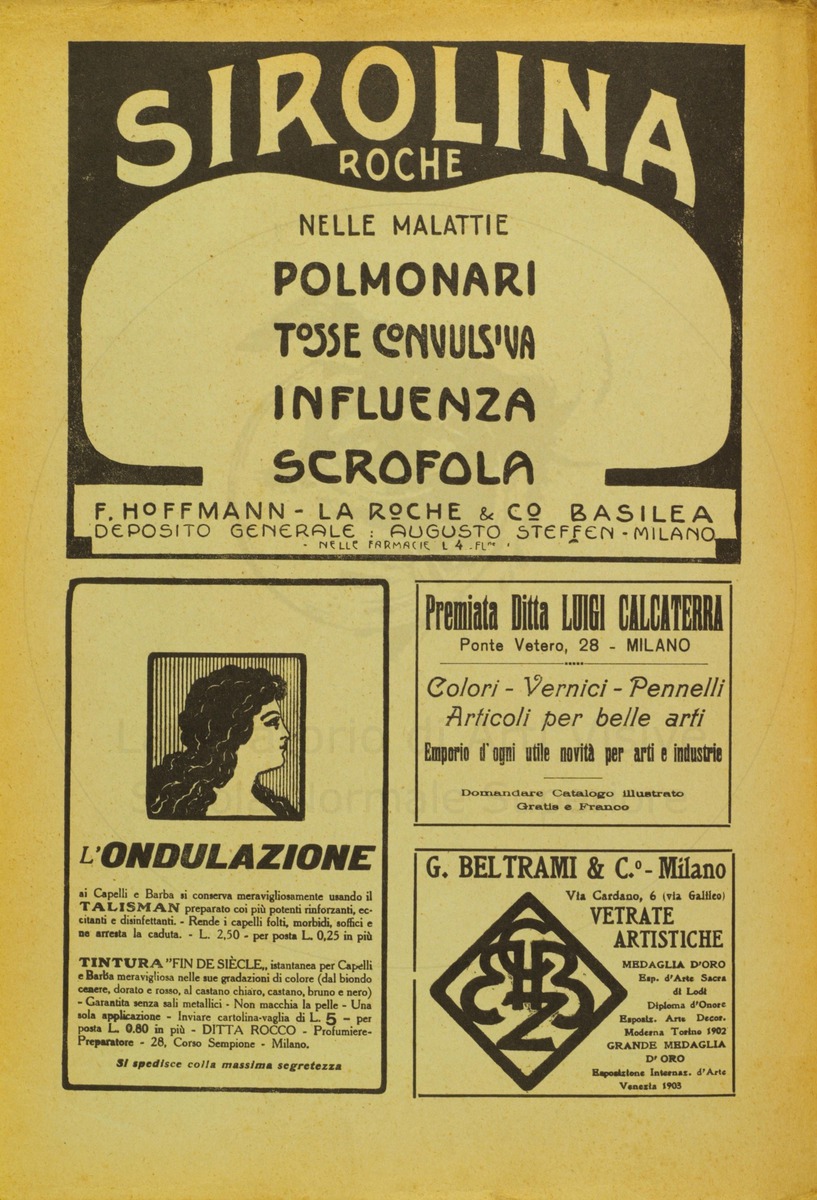 SIROLINA
ROCHE
NELLE MALATTIE
POLMONARI
TOSSE CONVULSIVA
INFLUENZA
SCROFOLA
F. HOFFMANN - LA ROCHE & CO BASILEA
DEPOSITO GENERALE : AUGUSTO STEFFEN - MILANO
- NELLE FARMACIE L 4 -
L'ONDULAZIONE
ai Capelli e Barba si conserva meravigliosamente usando il
TALISMAN preparato coi più potenti rinforzanti, ec-
citanti e disinfettanti. - Rende i capelli folti, morbidi, soffici e
ne arresta la caduta. - L. 2,50 - per posta L. 0,25 in più
TINTURA "FIN DE SIÈCLE„ istantanea per Capelli
e Barba meravigliosa nelle sue gradazioni di colore (dal biondo
cenere, dorato e rosso, al castano chiaro, castano, bruno e nero)
- Garantita senza sali metallici - Non macchia la pelle - Una
sola applicazione - Inviare cartolina-vaglia di L. 5 - per
posta L. 0.80 in più - DITTA ROCCO - Profumiere-
Preparatore - 28, Corso Sempione - Milano.
Si spedisce colla massima segretezza
Premiata Ditta LUIGI CALCATERRA
Ponte Vetero, 28 - MILANO
Colori - Vernici - Pennelli
Articoli per belle arti
Emporio d'ogni utile novità per arti e industrie
Domandare Catalogo illustrato
Gratis e Franco
G. BELTRAMI & C.º - Milano
Via Cardano, 6 (via Galileo)
VETRATE
ARTISTICHE
MEDAGLIA D'ORO
Esp. d'Arte Sacra
di Lodi
Diploma d'Onore
Esposiz. Arte Decor.
Moderna Torino 1902
GRANDE MEDAGLIA
D'ORO
Esposizione Internaz. d'Arte
Venezia 1903